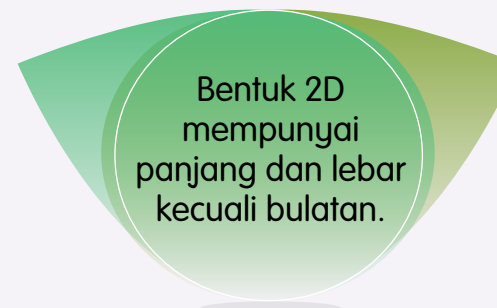 Bentuk 2D
mempunyai
panjang dan lebar
kecuali bulatan.